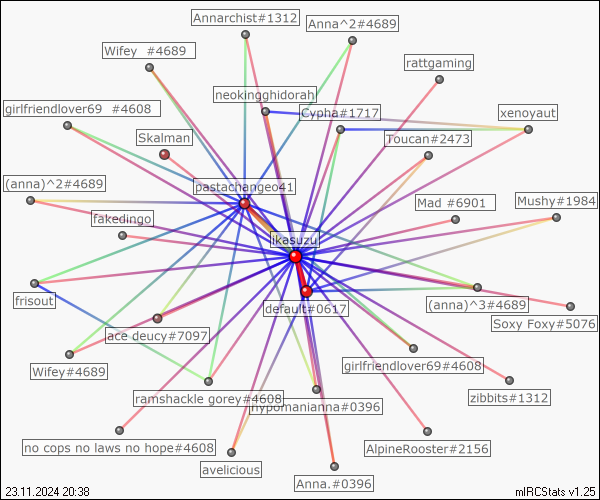 Annarchist#1312
Anna^2#4689
Wifey  #4689
rattgaming
neokingghidorah
girlfriendlover69  #4608
Cypha#1717
xenoyaut
Skalman
Toucan#2473
(anna)^2#4689
pastachangeo41
Mad #6901
Mushy#1984
fakedingo
ikasuzu
frisout
default#0617
(anna)^3#4689
Soxy Foxy#5076
ace deucy#7097
Wifey#4689
girlfriendlover69#4608
ramshackle gorey#4608
hypomanianna#0396
zibbits#1312
no cops no laws no hope#4608
AlpineRooster#2156
avelicious
Anna.#0396
23.11.2024 20:38
mIRCStats v1.25